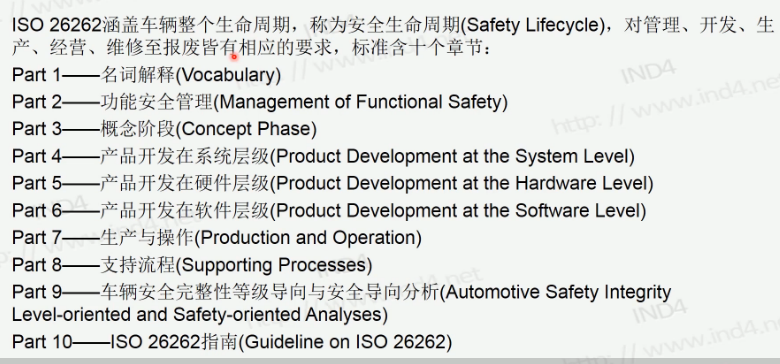 ISO 26262涵盖车辆整个生命周期，称为安全生命周期(Safety Lifecycle)，对管理、开发、生
产、经营、维修至报废皆有相应的要求，标准含十个章节：
Part 1——名词解释(Vocabulary)
Part 2——功能安全管理(Management of Functional Safety)
Part 3——概念阶段(Concept Phase)
Part 4——产品开发在系统层级(Product Development at the System Level)
Part 5——产品开发在硬件层级(Product Development at the Hardware Level)
Part 6——产品开发在软件层级(Product Development at the Software Level)
Part 7——生产与操作(Production and Operation)
Part 8——支持流程(Supporting Processes)
Part 9——车辆安全完整性等级导向与安全导向分析(Automotive Safety Integrity
Level-oriented and Safety-oriented Analyses)
Part 10——ISO 26262指南(Guideline on ISO 26262)
IND4
http://www.ind4.net
IND4